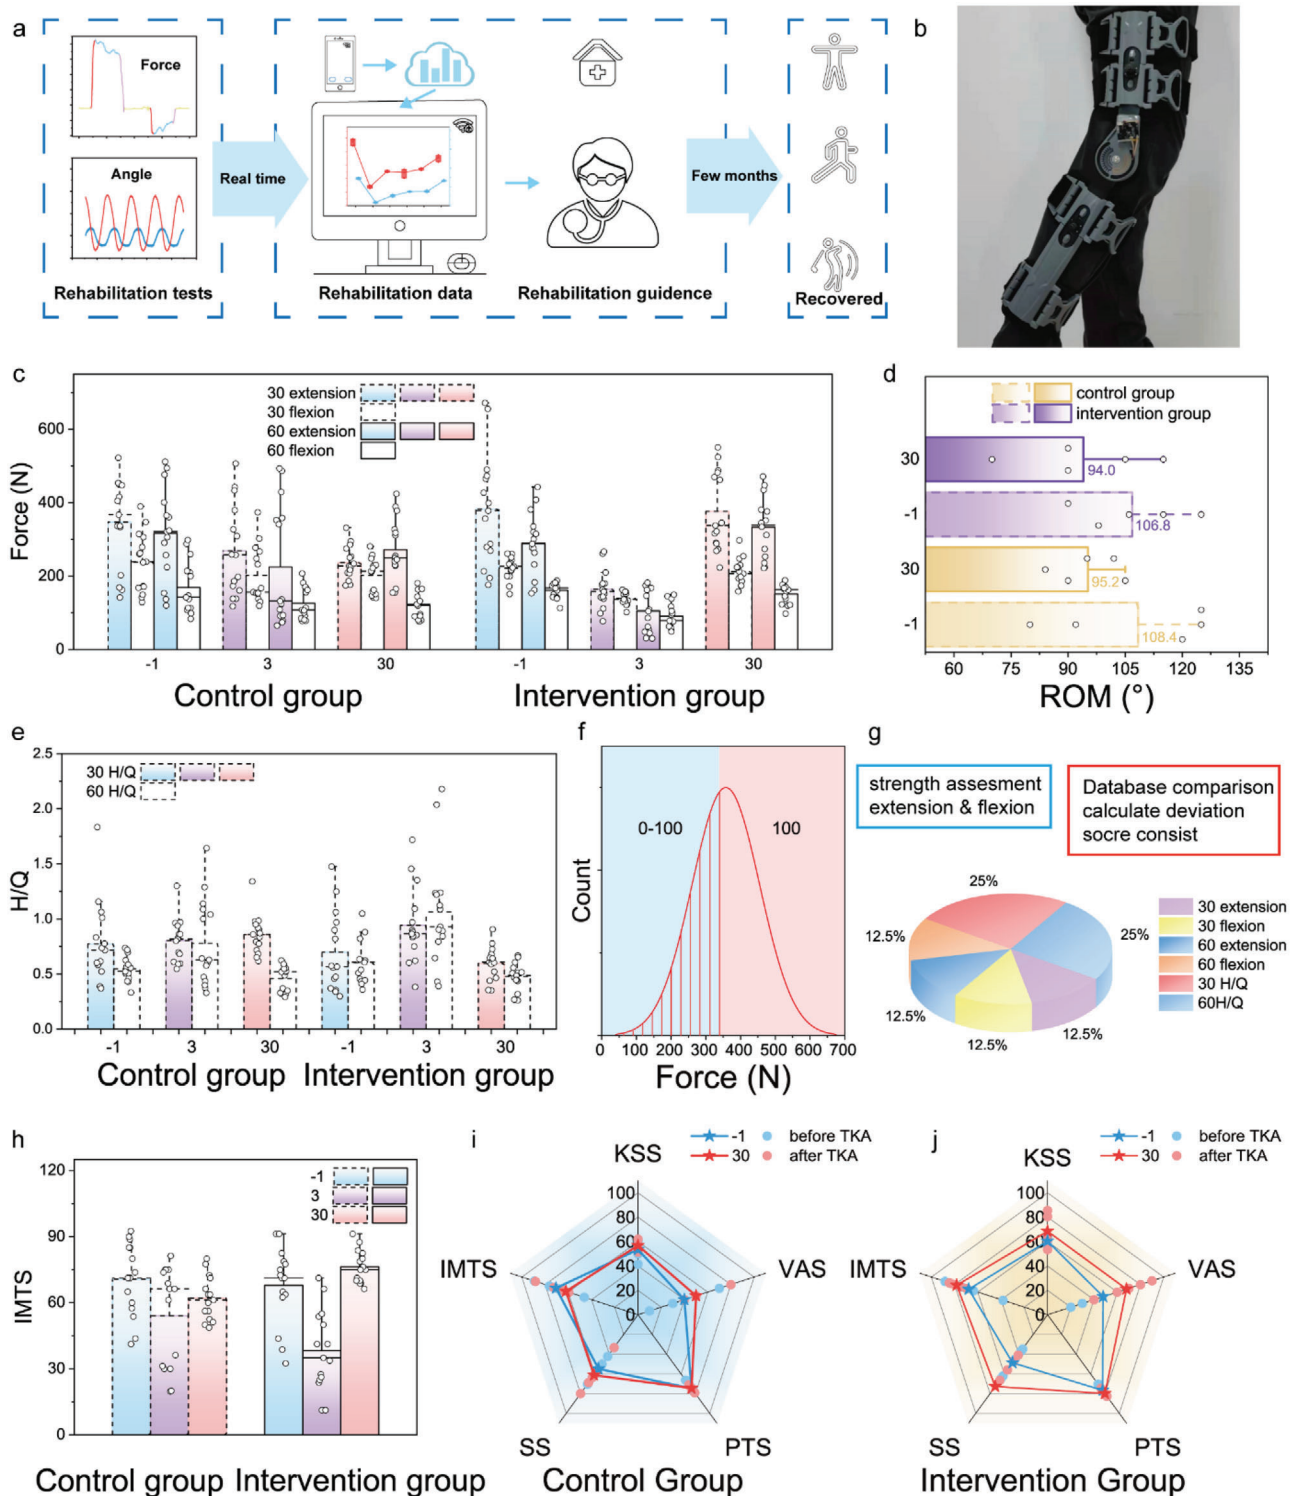 a
Force
Angle
Rehabilitation tests
Real time
Rehabilitation data
Rehabilitation guidence
Few months
Recovered
b
c
Force (N)
600
400
200
0
30 extension
30 flexion
60 extension
60 flexion
-1
3
30
-1
3
30
Control group
Intervention group
d
control group
intervention group
30
-1
30
-1
94.0
106.8
95.2
108.4
60
75
90
105
120
135
ROM (°)
e
H/Q
2.5
2.0
1.5
1.0
0.5
0.0
30 H/Q
60 H/Q
-1
3
30
-1
3
30
Control group
Intervention group
f
Count
0-100
100
0
100
200
300
400
500
600
700
Force (N)
g
strength assesment
extension & flexion
Database comparison
calculate deviation
socre consist
25%
25%
12.5%
12.5%
12.5%
12.5%
30 extension
30 flexion
60 extension
60 flexion
30 H/Q
60H/Q
h
IMTS
120
90
60
30
0
-1
3
30
Control group
Intervention group
i
-1
before TKA
30
after TKA
KSS
100
80
60
40
20
0
IMTS
VAS
SS
PTS
Control Group
j
-1
before TKA
30
after TKA
KSS
100
80
60
40
20
0
IMTS
VAS
SS
PTS
Intervention Group